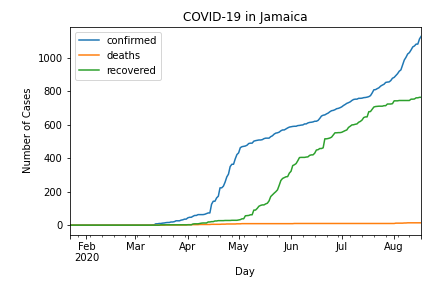 COVID-19 in Jamaica
confirmed
deaths
recovered
Number of Cases
1000
800
600
400
200
0
Feb Mar Apr May Jun Jul Aug
2020
Day